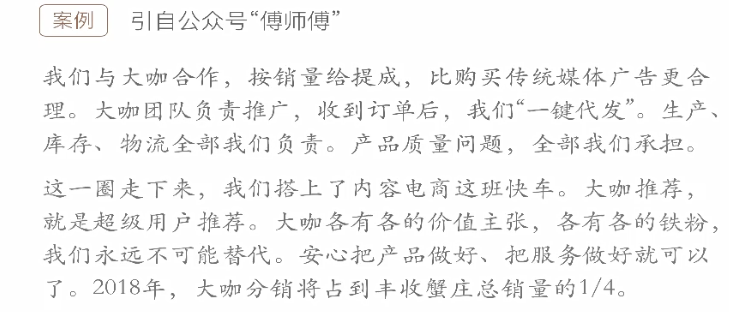 案例 引自公众号“傅师傅”
我们与大咖合作，按销量给提成，比购买传统媒体广告更合
理。大咖团队负责推广，收到订单后，我们“一键代发”。生产、
库存、物流全部我们负责。产品质量问题，全部我们承担。
这一圈走下来，我们搭上了内容电商这班快车。大咖推荐，
就是超级用户推荐。大咖各有各的价值主张，各有各的铁粉，
我们永远不可能替代。安心把产品做好、把服务做好就可以
了。2018年，大咖分销将占到丰收蟹庄总销量的1/4。